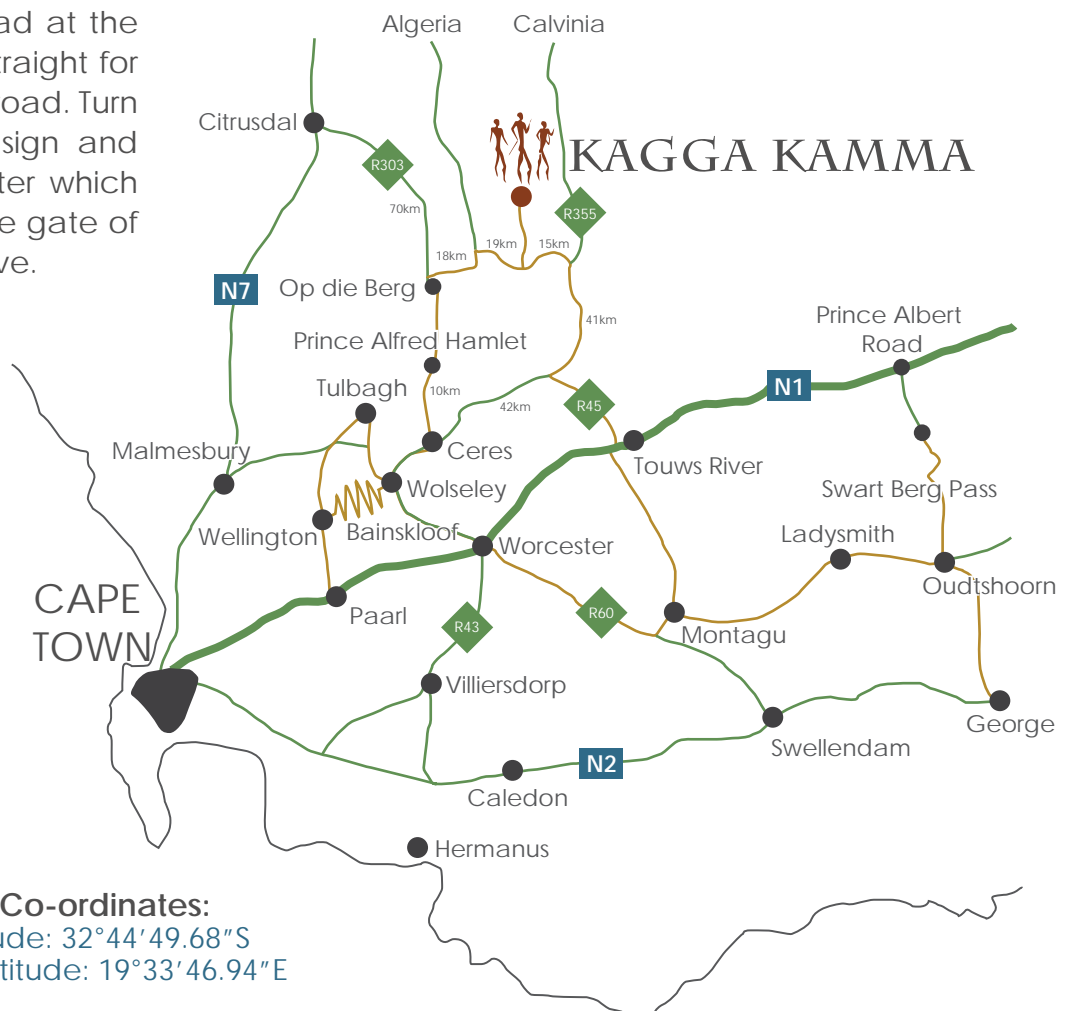 ad at the
traight for
oad. Turn
sign and
ter which
e gate of
ve.
Algeria
Calvinia
Citrusdal
KAGGA KAMMA
R303
70km
R355
19km
15km
18km
N7
Op die Berg
41km
Prince Albert
Road
Prince Alfred Hamlet
Tulbagh
10km
42km
R45
N1
Malmesbury
Ceres
Touws River
Wolseley
Swart Berg Pass
Wellington
Bainskloof
Worcester
Ladysmith
Oudtshoorn
CAPE
TOWN
Paarl
R43
R60
Montagu
Villiersdorp
George
Swellendam
N2
Caledon
Hermanus
Co-ordinates:
ude: 32°44'49.68"S
titude: 19°33'46.94"E